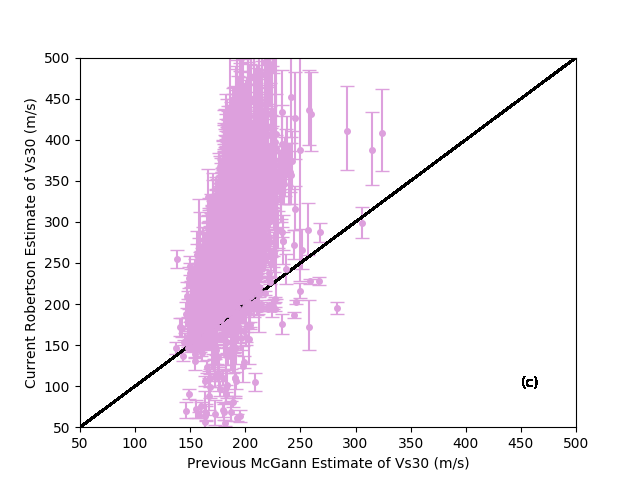 500
450
400
350
300
250
200
150
100
50
Current Robertson Estimate of Vs30 (m/s)
(c)
50 100 150 200 250 300 350 400 450 500
Previous McGann Estimate of Vs30 (m/s)